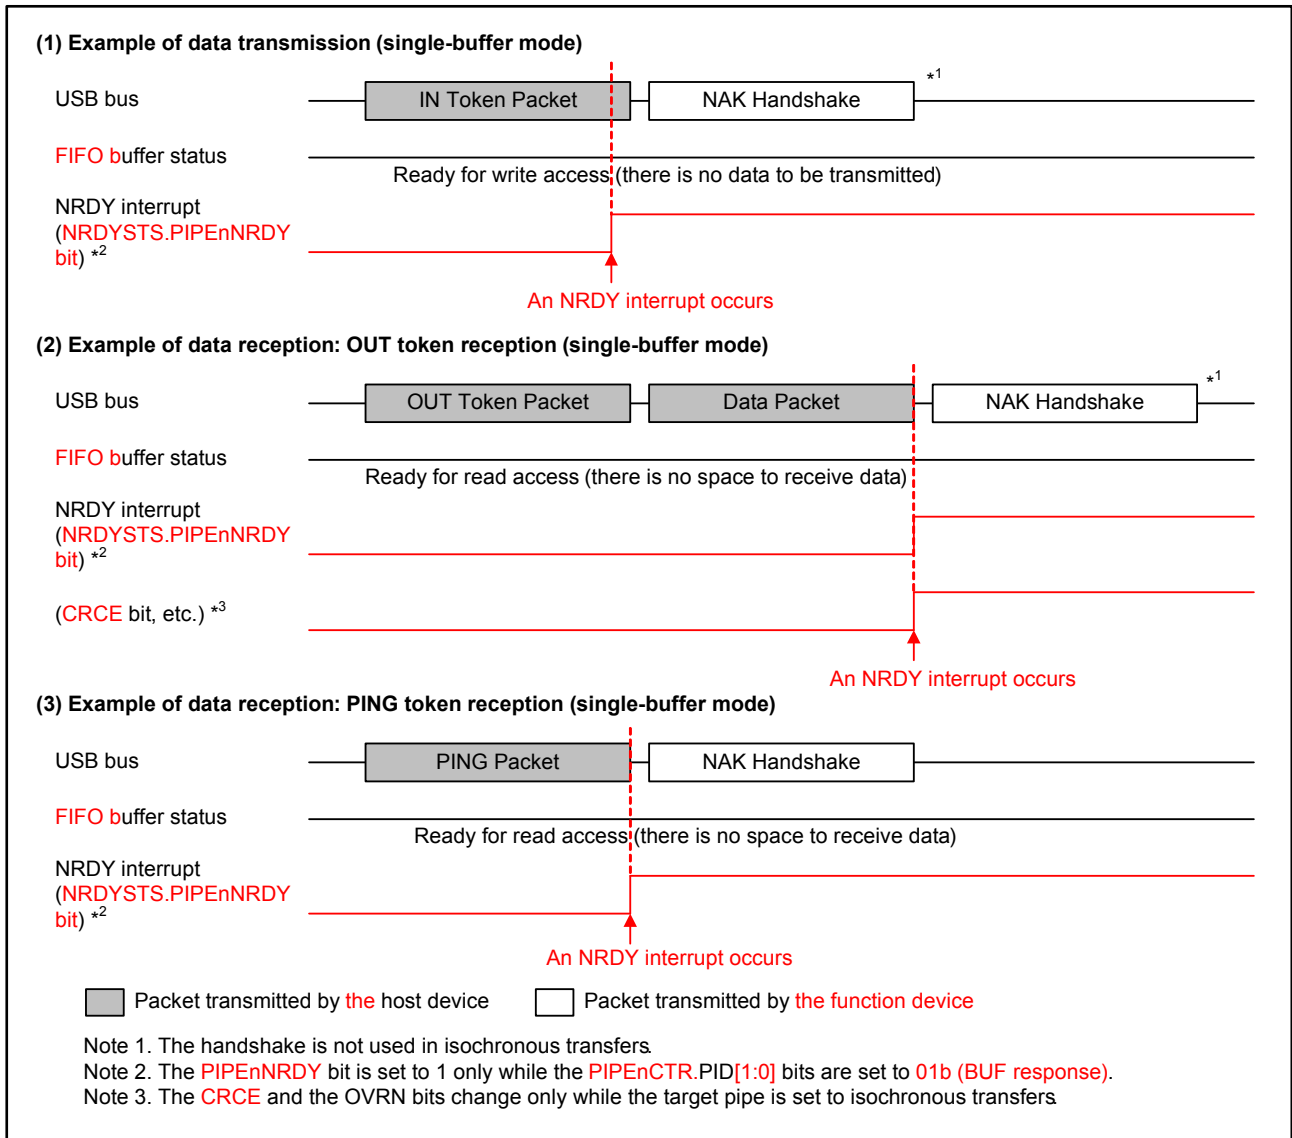 (1) Example of data transmission (single-buffer mode)
USB bus
IN Token Packet
NAK Handshake
*1
FIFO buffer status
Ready for write access (there is no data to be transmitted)
NRDY interrupt
(NRDYSTS.PIPEnNRDY
bit) *2
An NRDY interrupt occurs
(2) Example of data reception: OUT token reception (single-buffer mode)
USB bus
OUT Token Packet
Data Packet
NAK Handshake
*1
FIFO buffer status
Ready for read access (there is no space to receive data)
NRDY interrupt
(NRDYSTS.PIPEnNRDY
bit) *2
(CRCE bit, etc.) *3
An NRDY interrupt occurs
(3) Example of data reception: PING token reception (single-buffer mode)
USB bus
PING Packet
NAK Handshake
FIFO buffer status
Ready for read access (there is no space to receive data)
NRDY interrupt
(NRDYSTS.PIPEnNRDY
bit) *2
An NRDY interrupt occurs
Packet transmitted by the host device
Packet transmitted by the function device
Note 1. The handshake is not used in isochronous transfers.
Note 2. The PIPEnNRDY bit is set to 1 only while the PIPEnCTR.PID[1:0] bits are set to 01b (BUF response).
Note 3. The CRCE and the OVRN bits change only while the target pipe is set to isochronous transfers.